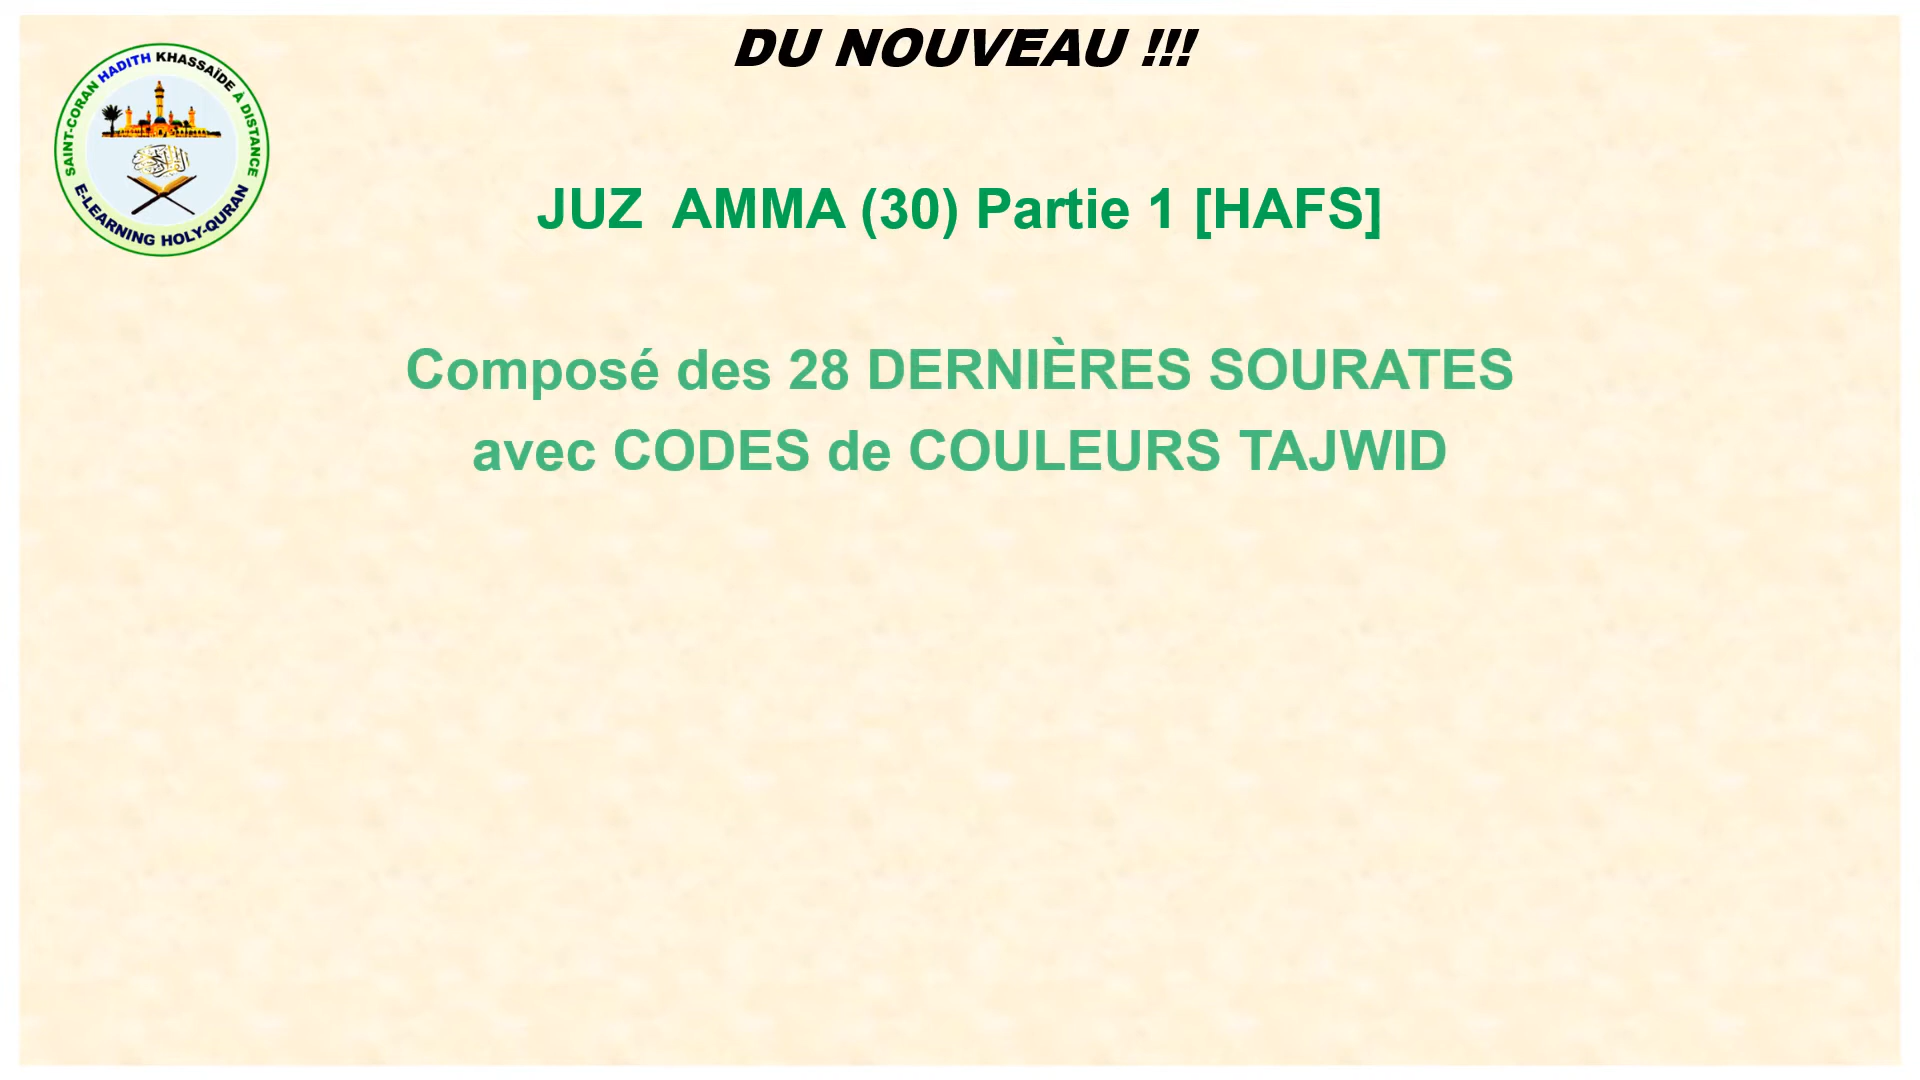 DU NOUVEAU !!!
SAINT-CORAN HADITH KHASSAÏDE À DISTANCE
E-LEARNING HOLY-QURAN
JUZ  AMMA (30) Partie 1 [HAFS]
Composé des 28 DERNIÈRES SOURATES
avec CODES de COULEURS TAJWID